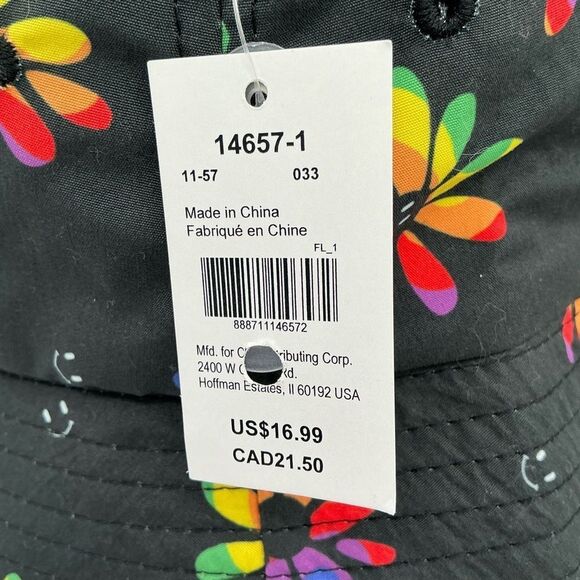 14657-1
11-57 033
Made in China
Fabriqué en Chine
FL_1
888711146572
Mfd. for Corp.
2400 W
Hoffman Estates, Il 60192 USA
US$16.99
CAD21.50